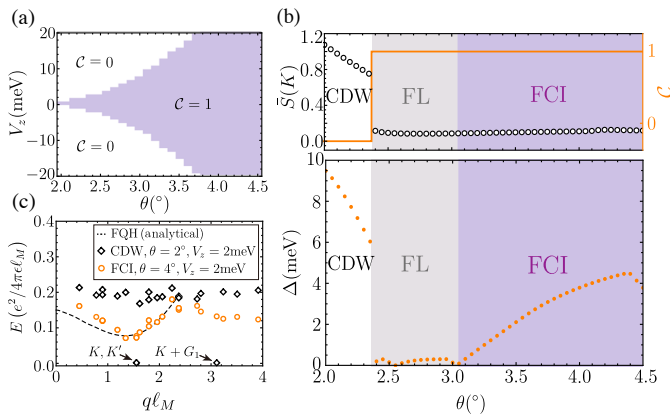 (a)
20
10
0
−10
−20
V_z(meV)
𝒞 = 0
𝒞 = 1
𝒞 = 0
2.0 2.5 3.0 3.5 4.0 4.5
θ(°)
(b)
1.2
0.8
0.4
0.0
S̄(K)
CDW FL FCI
1
0
𝒞
10
8
6
4
2
0
Δ(meV)
CDW FL FCI
2.0 2.5 3.0 3.5 4.0 4.5
θ(°)
(c)
0.4
0.3
0.2
0.1
0.0
E (e²/4πϵℓ_M)
FQH (analytical)
CDW, θ = 2°, V_z = 2meV
FCI, θ = 4°, V_z = 2meV
K, K′ K + G₁
0 1 2 3 4
qℓ_M